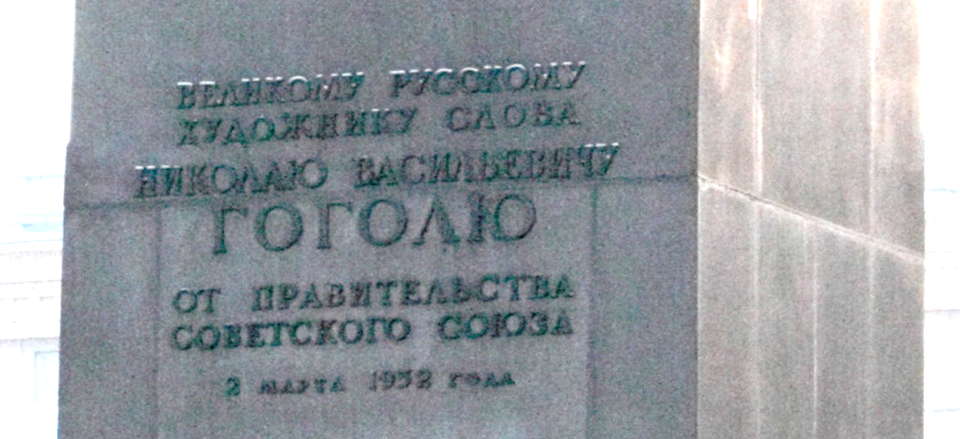 ВЕЛИКОМУ РУССКОМУ
ХУДОЖНИКУ СЛОВА
НИКОЛАЮ ВАСИЛЬЕВИЧУ
ГОГОЛЮ
ОТ ПРАВИТЕЛЬСТВА
СОВЕТСКОГО СОЮЗА
2 МАРТА 1952 ГОДА